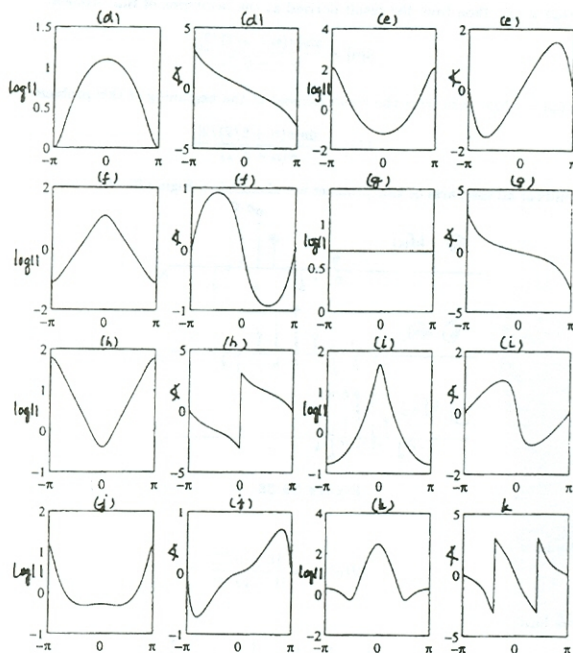 (d) (d) (e) (e)
1.5 5 4 2
log|| 1 ∡ 0 log|| 2 ∡ 0
0.5 0
0 -5 -2 -2
-π 0 π -π 0 π -π 0 π -π 0 π
(f) (f) (g) (g)
2 1 5
log|| 0 ∡ 0 log|| 1 ∡ 0
0.5
-2 -1 0 -5
-π 0 π -π 0 π -π 0 π -π 0 π
(h) (h) (i) (i)
2 5 2 2
log|| 1 ∡ 0 log|| 1 ∡ 0
0 0
-1 -5 -1 -2
-π 0 π -π 0 π -π 0 π -π 0 π
(j) (j) (k) k
2 1 4 5
log|| 1 ∡ 0 log|| 2 ∡ 0
0 0
-1 -1 -2 -5
-π 0 π -π 0 π -π 0 π -π 0 π